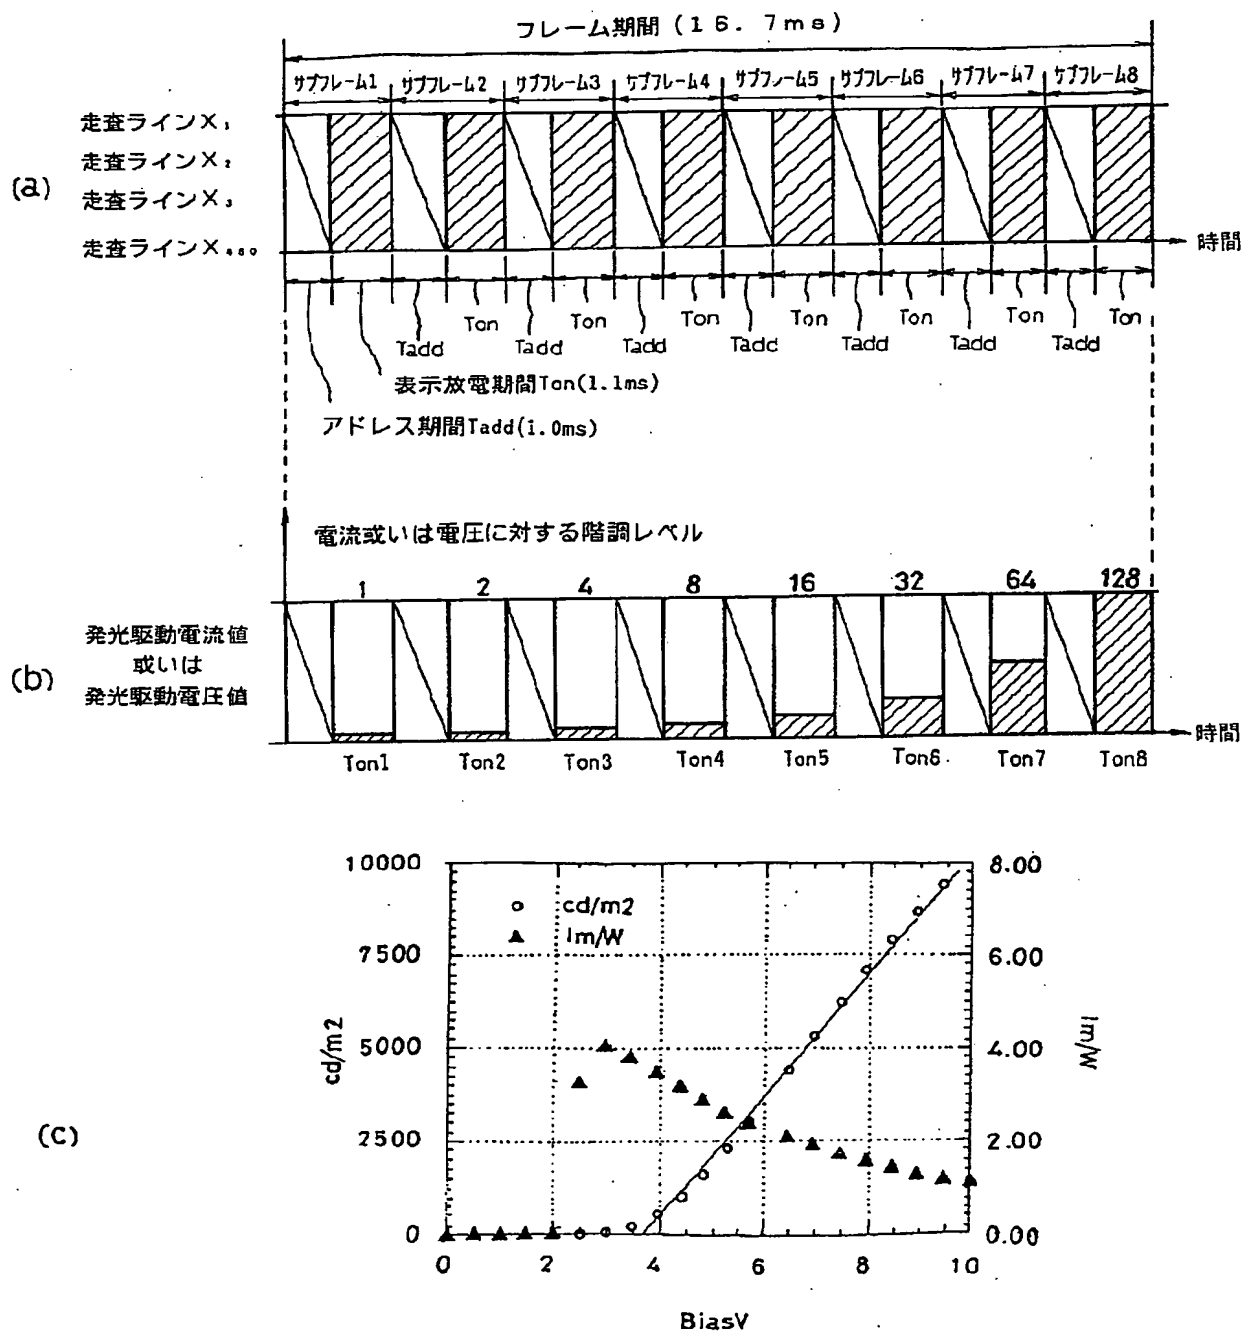 フレーム期間 (16.7ms)
サブフレーム1 サブフレーム2 サブフレーム3 サブフレーム4 サブフレーム5 サブフレーム6 サブフレーム7 サブフレーム8
(a)
走査ラインX₁
走査ラインX₂
走査ラインX₃
走査ラインX₄₈₀
時間
Tadd Ton Tadd Ton Tadd Ton Tadd Ton Tadd Ton Tadd Ton Tadd Ton
表示放電期間Ton(1.1ms)
アドレス期間Tadd(1.0ms)
電流或いは電圧に対する階調レベル
1 2 4 8 16 32 64 128
(b)
発光駆動電流値
或いは
発光駆動電圧値
時間
Ton1 Ton2 Ton3 Ton4 Ton5 Ton6 Ton7 Ton8
(c)
cd/m2
10000
7500
5000
2500
0
cd/m2
lm/W
8.00
6.00
4.00
2.00
0.00
lm/W
0 2 4 6 8 10
BiasV